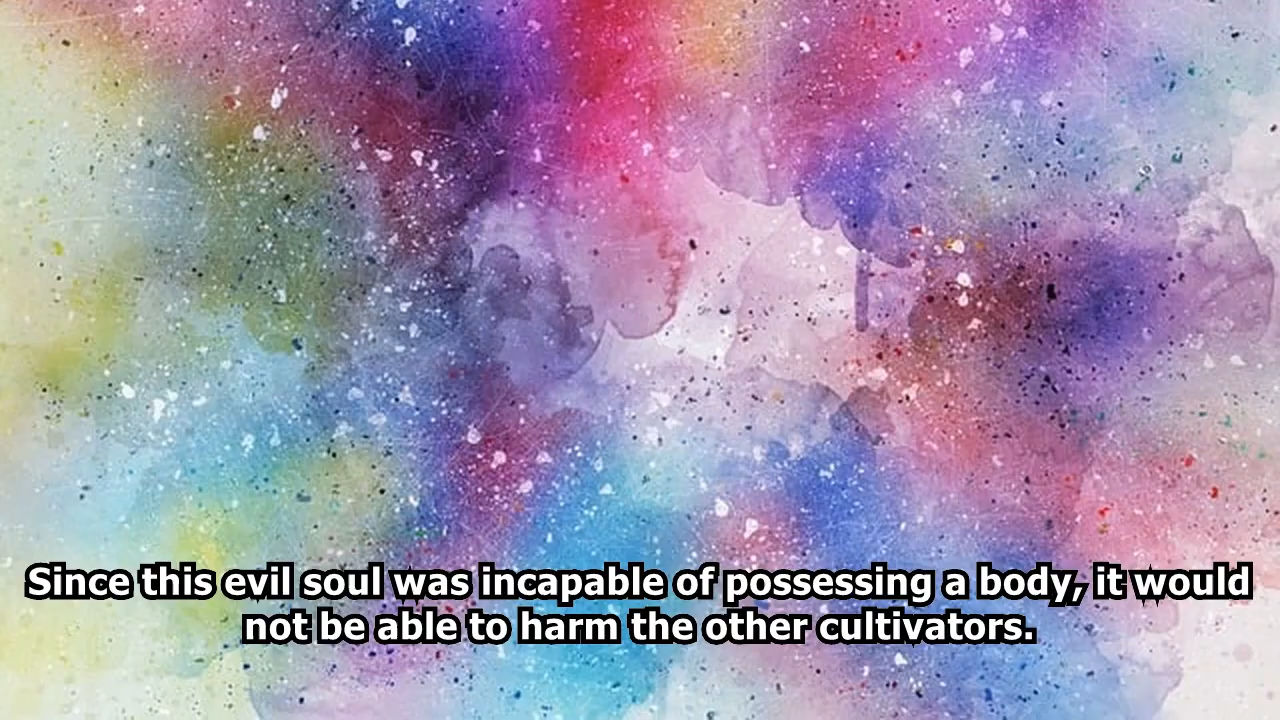 Since this evil soul was incapable of possessing a body, it would
not be able to harm the other cultivators.